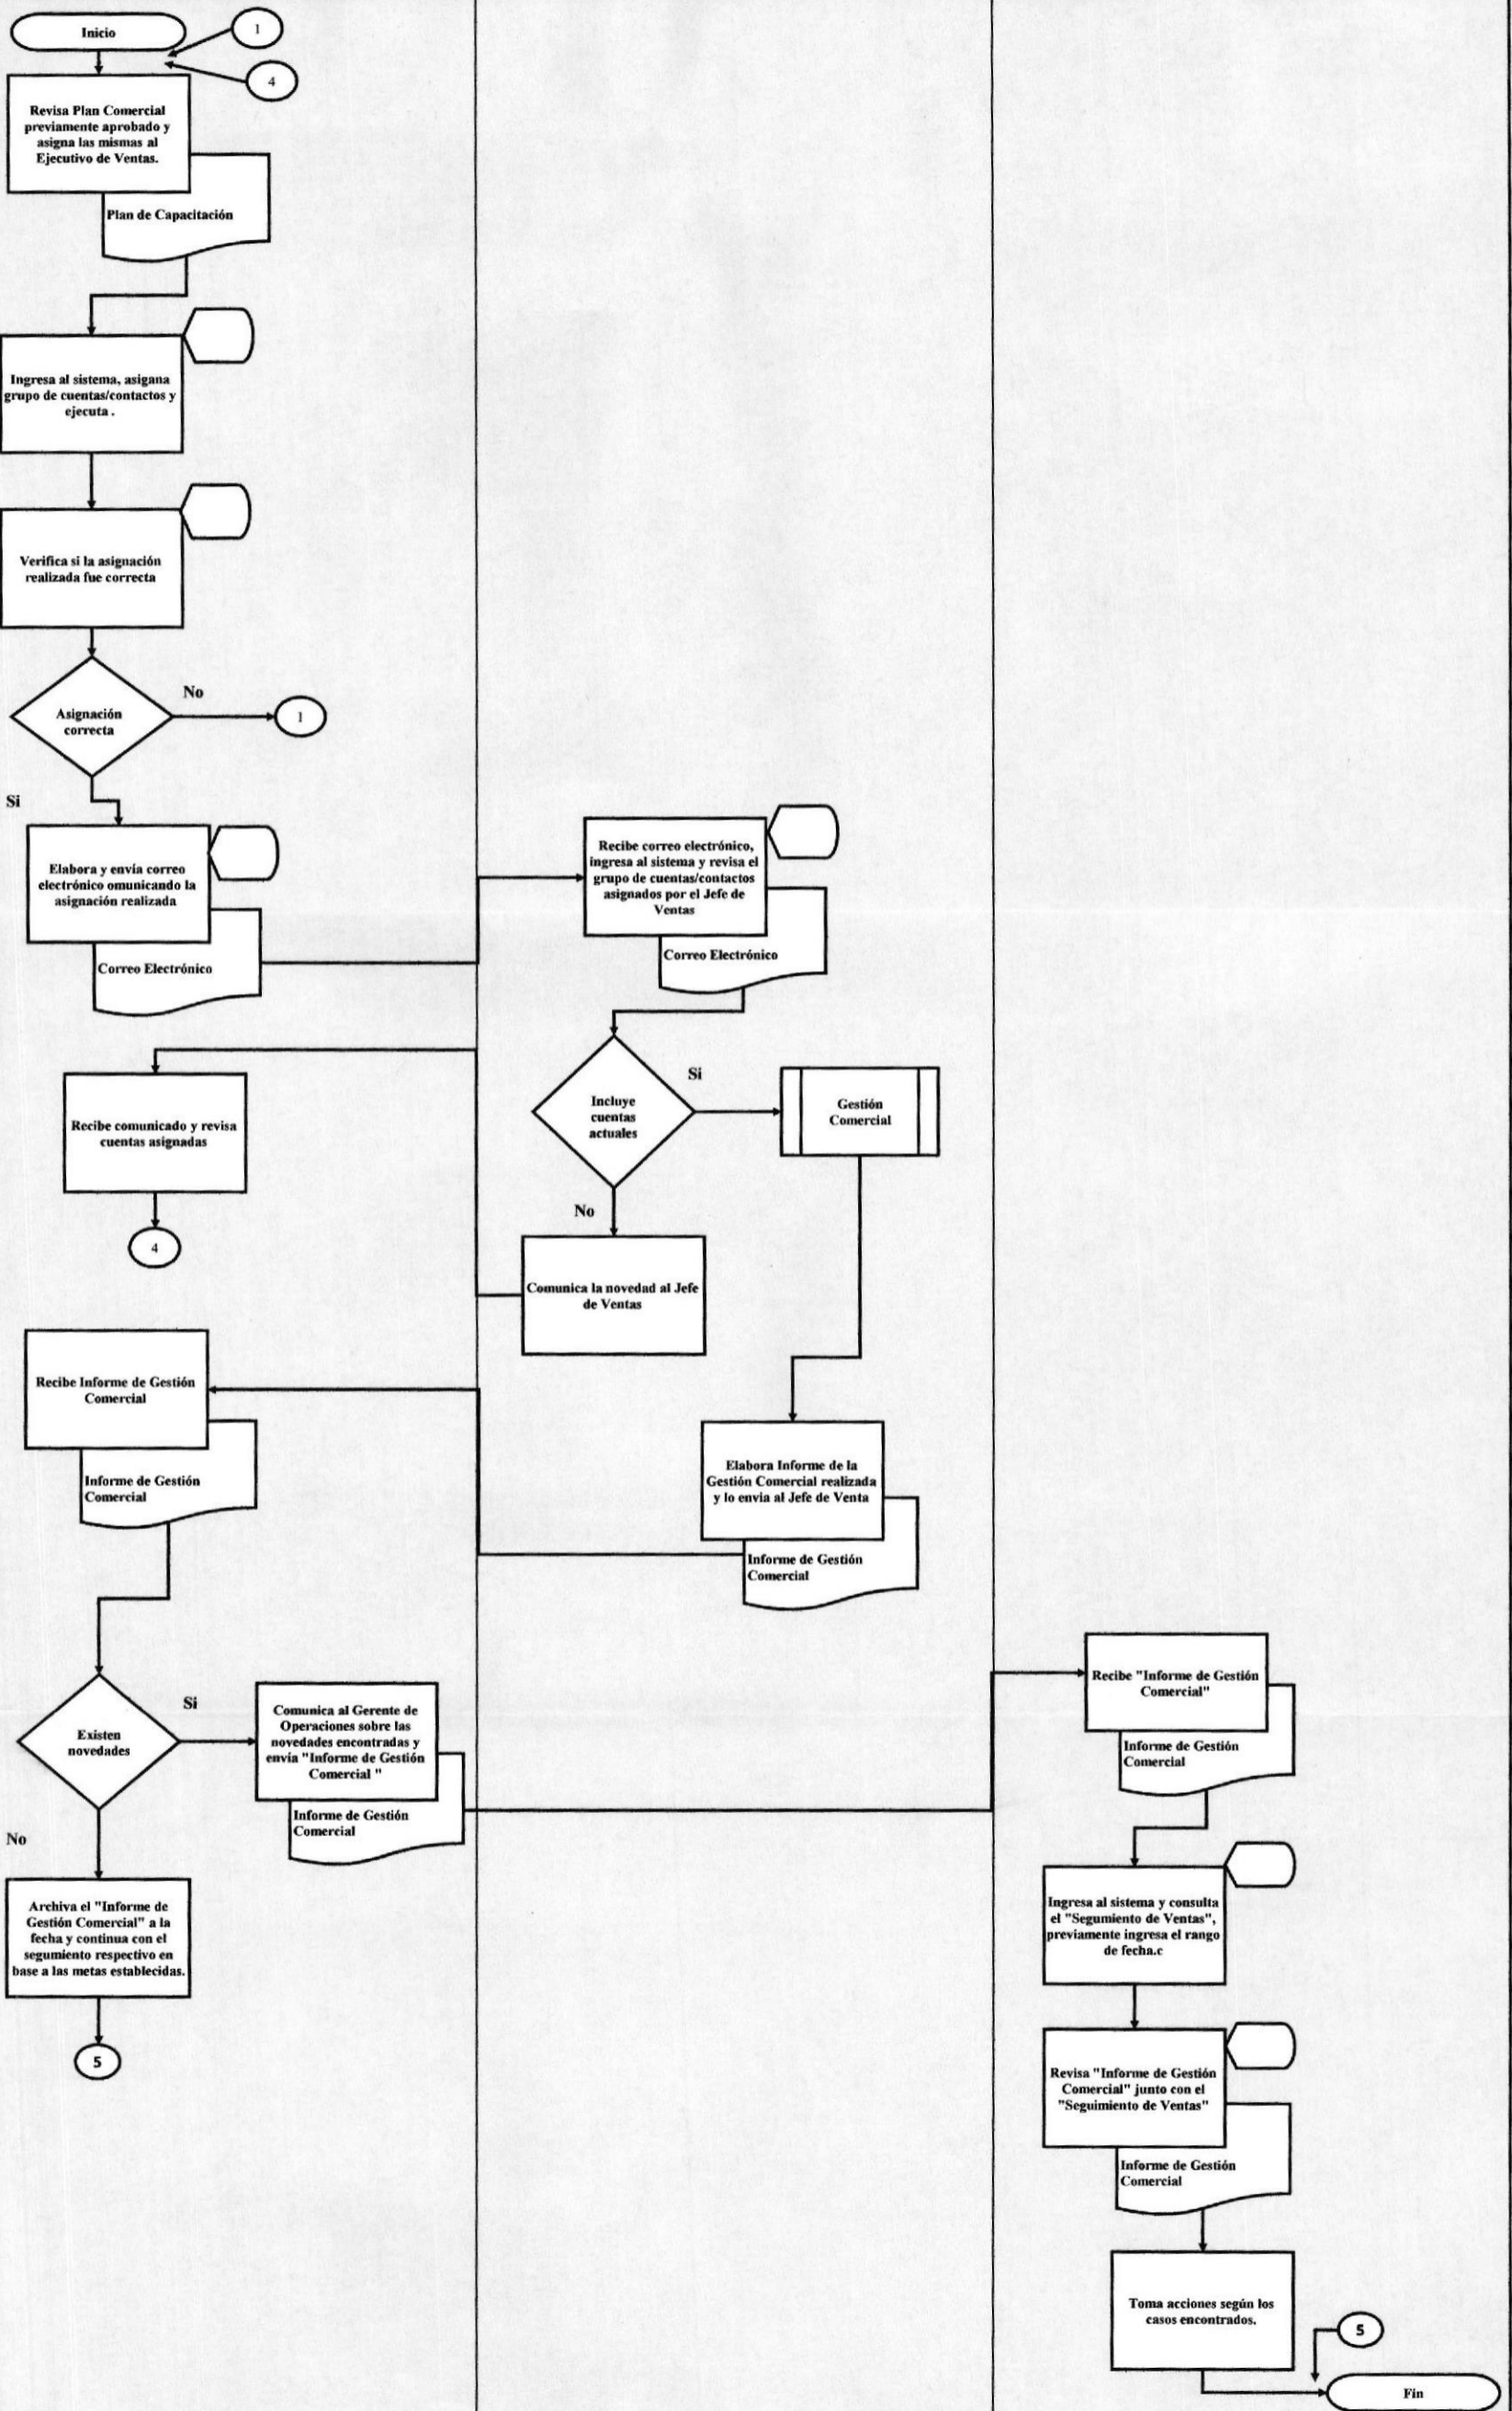 Inicio
1
4
Revisa Plan Comercial
previamente aprobado y
asigna las mismas al
Ejecutivo de Ventas.
Plan de Capacitación
Ingresa al sistema, asigana
grupo de cuentas/contactos y
ejecuta .
Verifica si la asignación
realizada fue correcta
Asignación
correcta
No
1
Si
Elabora y envía correo
electrónico omunicando la
asignación realizada
Correo Electrónico
Recibe correo electrónico,
ingresa al sistema y revisa el
grupo de cuentas/contactos
asignados por el Jefe de
Ventas
Correo Electrónico
Incluye
cuentas
actuales
Si
Gestión
Comercial
No
Comunica la novedad al Jefe
de Ventas
Recibe comunicado y revisa
cuentas asignadas
4
Elabora Informe de la
Gestión Comercial realizada
y lo envia al Jefe de Venta
Informe de Gestión
Comercial
Recibe Informe de Gestión
Comercial
Informe de Gestión
Comercial
Existen
novedades
Si
Comunica al Gerente de
Operaciones sobre las
novedades encontradas y
envía "Informe de Gestión
Comercial "
Informe de Gestión
Comercial
No
Archiva el "Informe de
Gestión Comercial" a la
fecha y continua con el
segumiento respectivo en
base a las metas establecidas.
5
Recibe "Informe de Gestión
Comercial"
Informe de Gestión
Comercial
Ingresa al sistema y consulta
el "Segumiento de Ventas",
previamente ingresa el rango
de fecha.c
Revisa "Informe de Gestión
Comercial" junto con el
"Seguimiento de Ventas"
Informe de Gestión
Comercial
Toma acciones según los
casos encontrados.
5
Fin